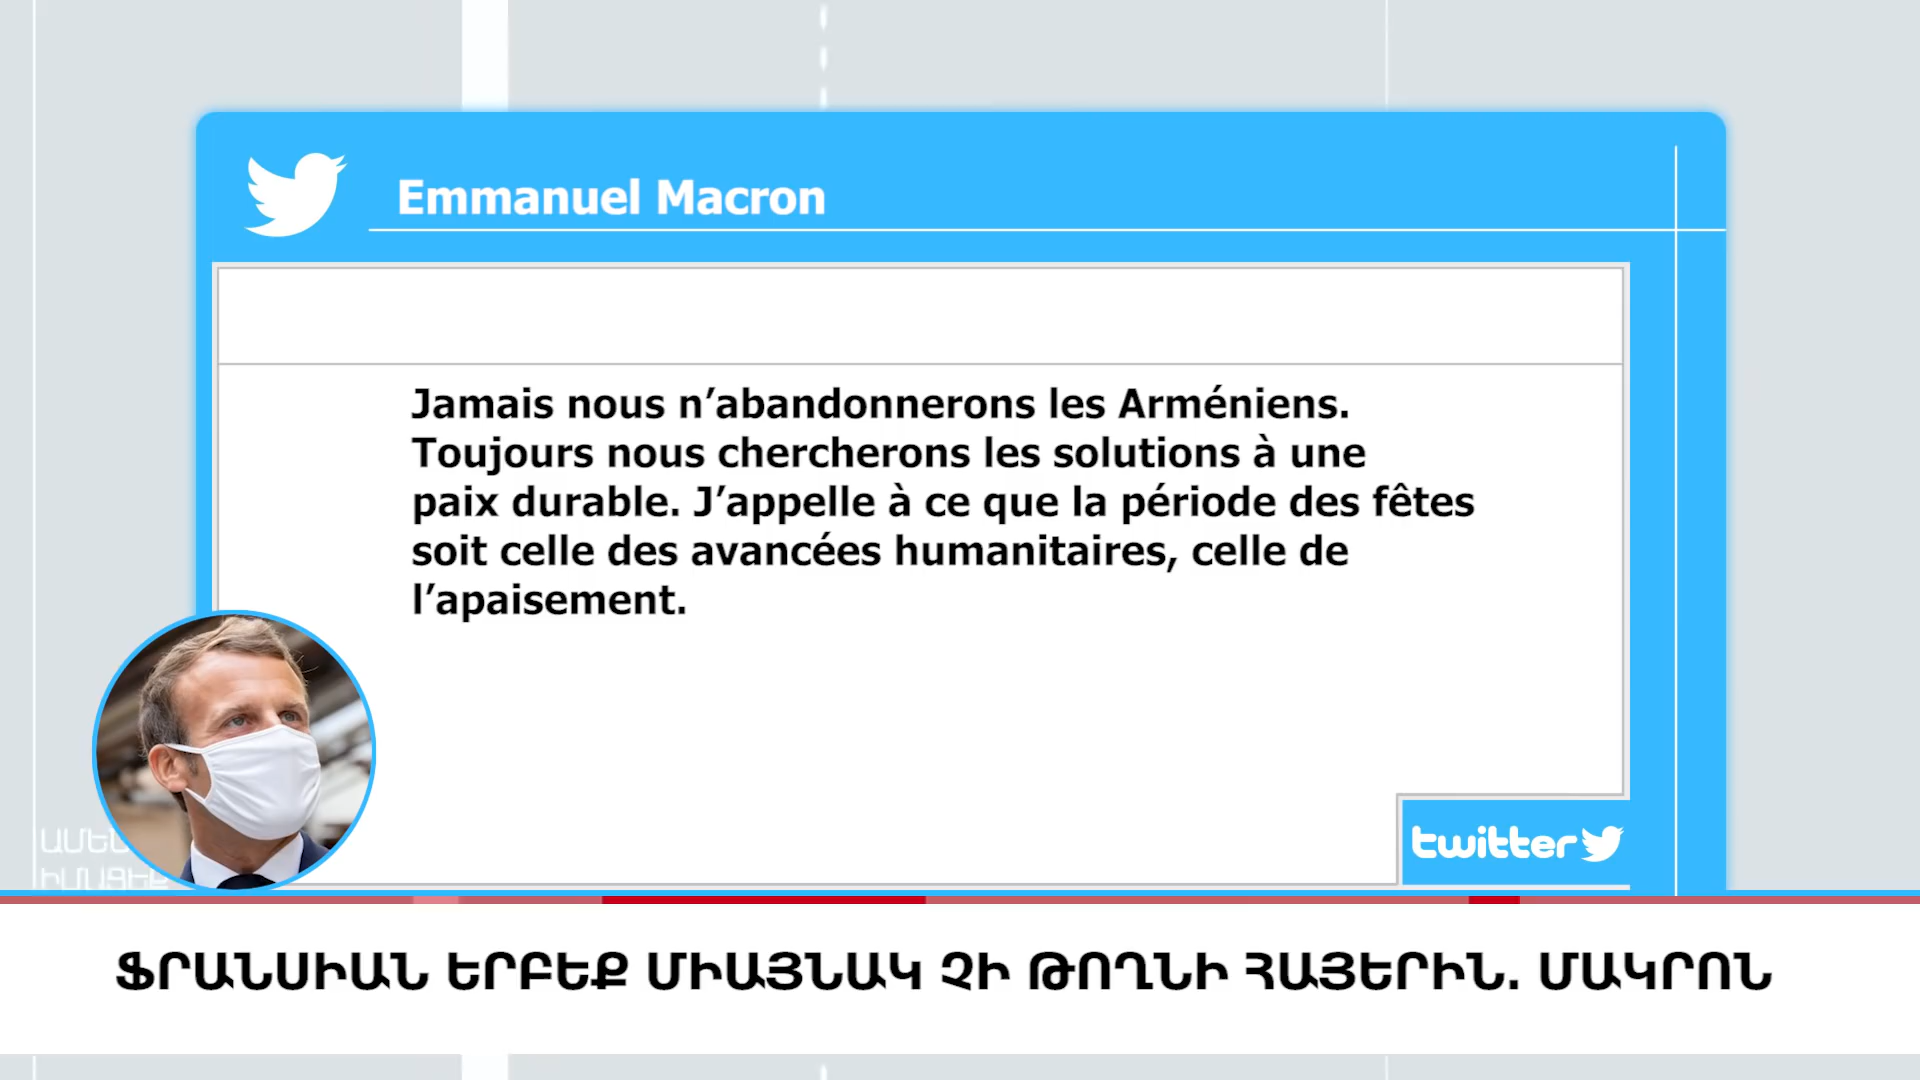 Emmanuel Macron
Jamais nous n’abandonnerons les Arméniens.
Toujours nous chercherons les solutions à une
paix durable. J’appelle à ce que la période des fêtes
soit celle des avancées humanitaires, celle de
l’apaisement.
twitter
ՖՐԱՆՍԻԱՆ ԵՐԲԵՔ ՄԻԱՅՆԱԿ ՉԻ ԹՈՂՆԻ ՀԱՅԵՐԻՆ. ՄԱԿՐՈՆ